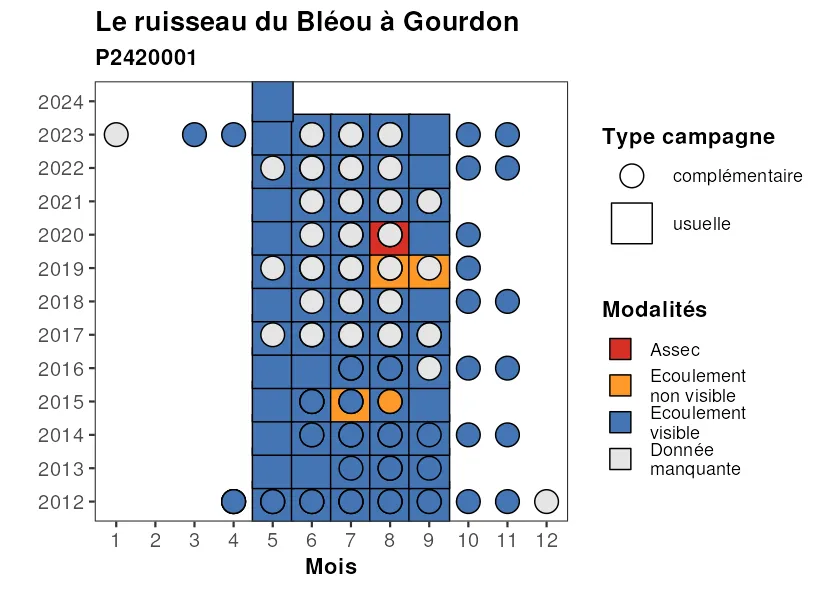 Le ruisseau du Bléou à Gourdon
P2420001
2024
2023
2022
2021
2020
2019
2018
2017
2016
2015
2014
2013
2012
1 2 3 4 5 6 7 8 9 10 11 12
Mois
Type campagne
complémentaire
usuelle
Modalités
Assec
Ecoulement
non visible
Ecoulement
visible
Donnée
manquante